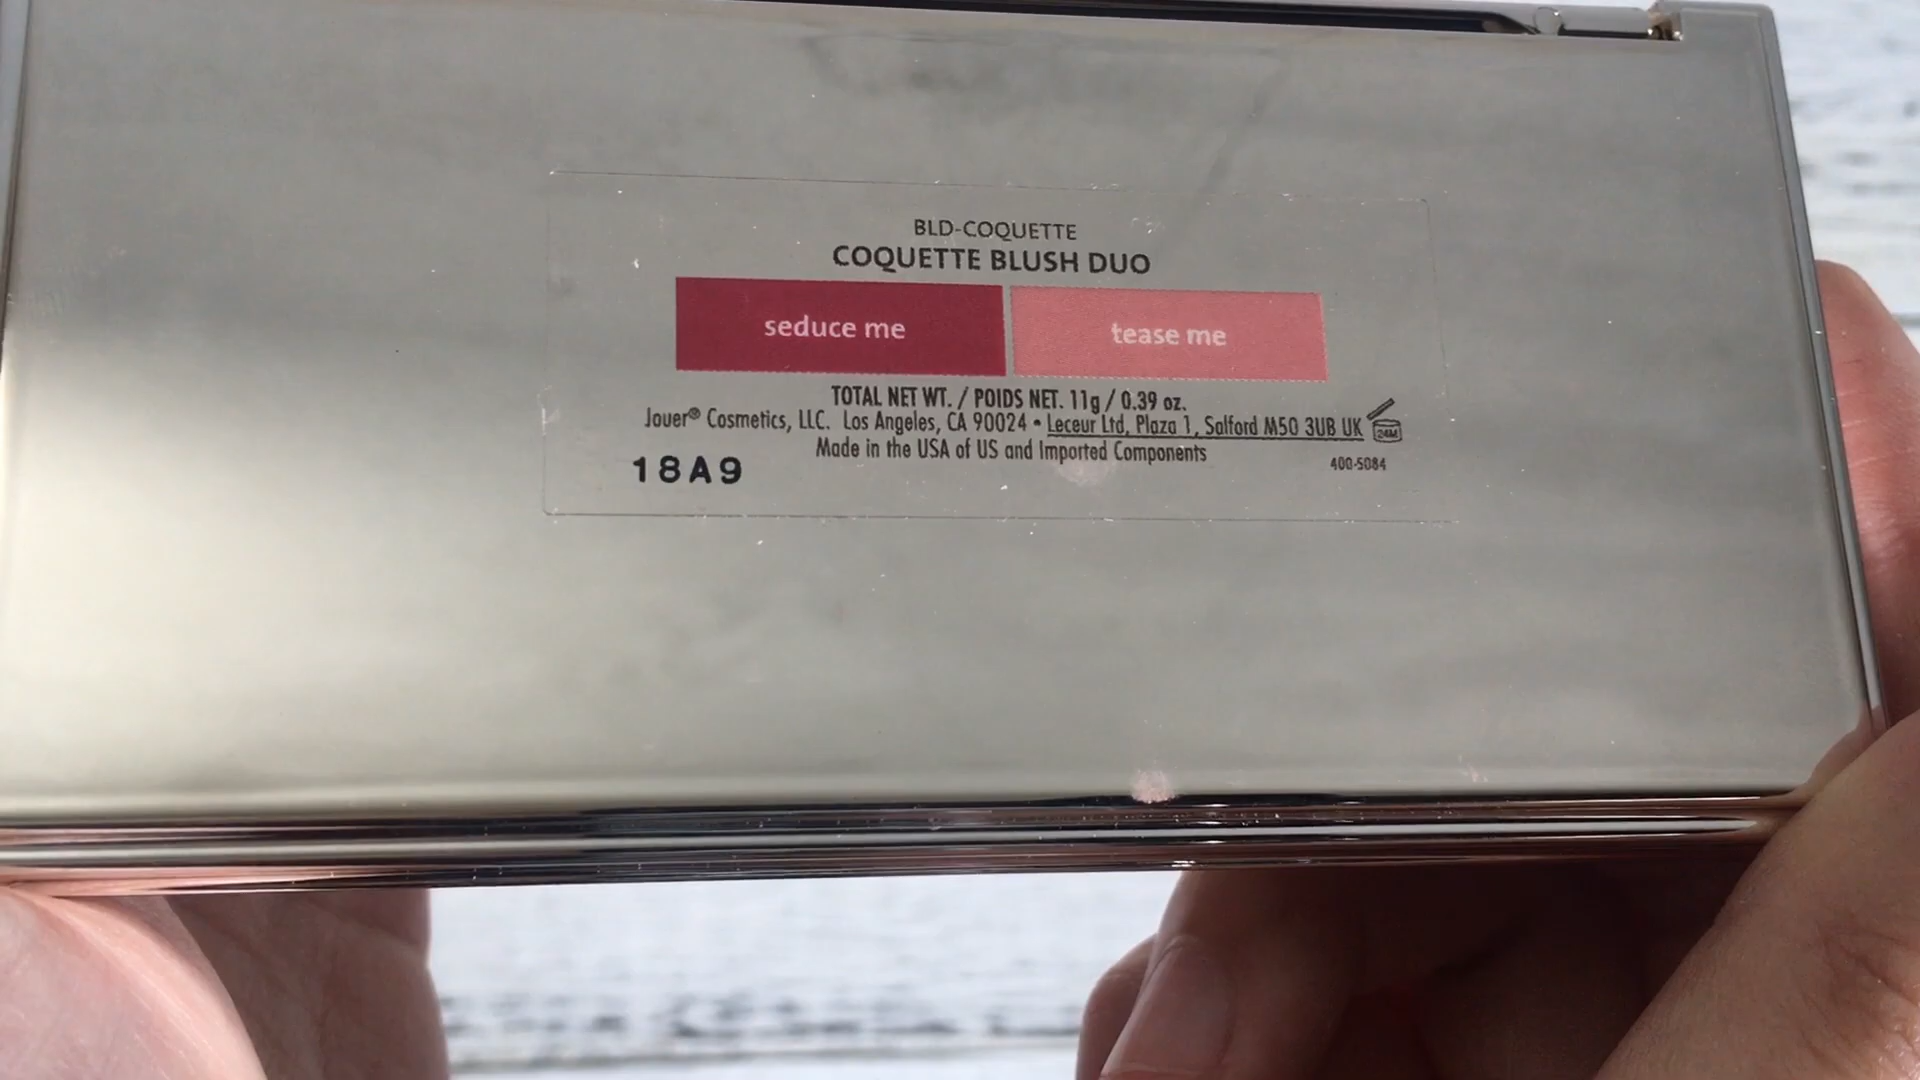 BLD-COQUETTE
COQUETTE BLUSH DUO
seduce me
tease me
TOTAL NET WT. / POIDS NET. 11g / 0.39 oz.
Jouer® Cosmetics, LLC. Los Angeles, CA 90024 • Leceur Ltd, Plaza 1, Salford M50 3UB UK
24M
Made in the USA of US and Imported Components
18A9
400-5084